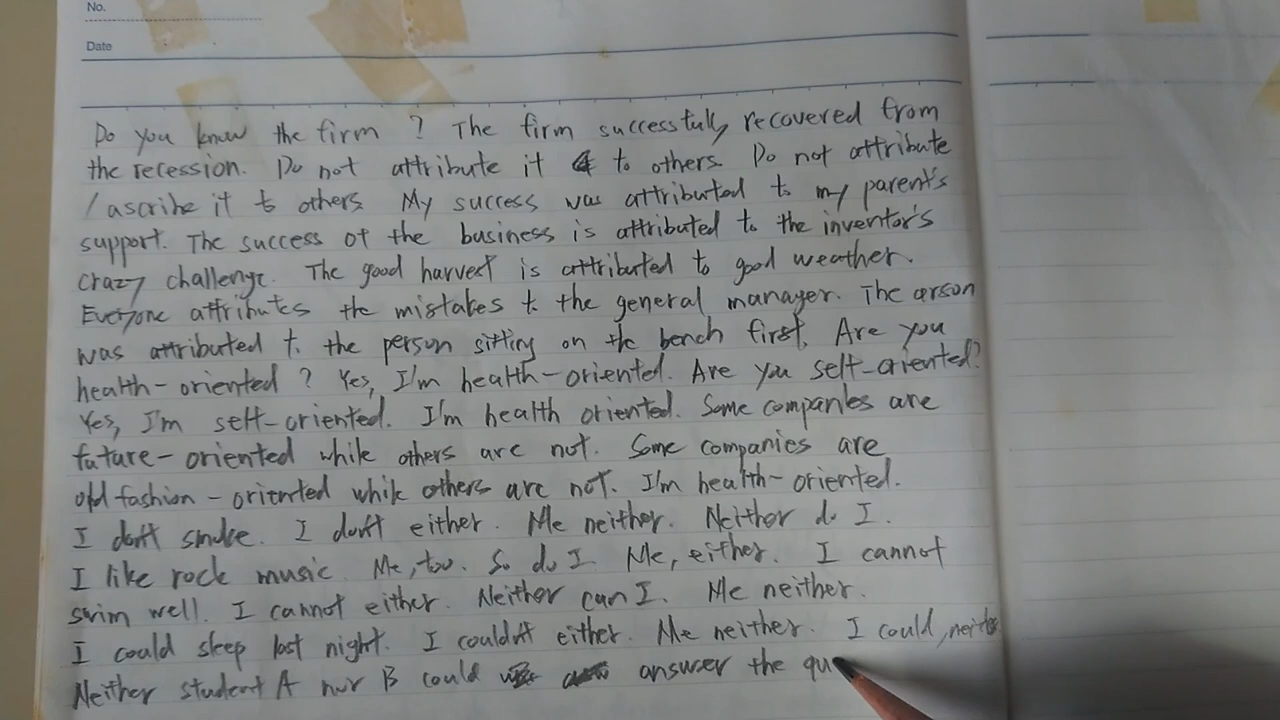 No.
Date
Do you know the firm ? The firm successfully recovered from
the recession. Do not attribute it to others. Do not attribute
/ ascribe it to others. My success was attributed to my parent's
support. The success of the business is attributed to the inventor's
crazy challenge. The good harvest is attributed to good weather.
Everyone attributes the mistakes to the general manager. The arson
was attributed to the person sitting on the bench first. Are you
health-oriented ? Yes, I'm health-oriented. Are you self-oriented?
Yes, I'm self-oriented. I'm health oriented. Some companies are
future-oriented while others are not. Some companies are
old fashion-oriented while others are not. I'm health-oriented.
I don't smoke. I don't either. Me neither. Neither do I.
I like rock music. Me, too. So do I. Me, either. I cannot
swim well. I cannot either. Neither can I. Me neither.
I could sleep last night. I couldn't either. Me neither. I could, neither.
Neither student A nor B could answer the qu